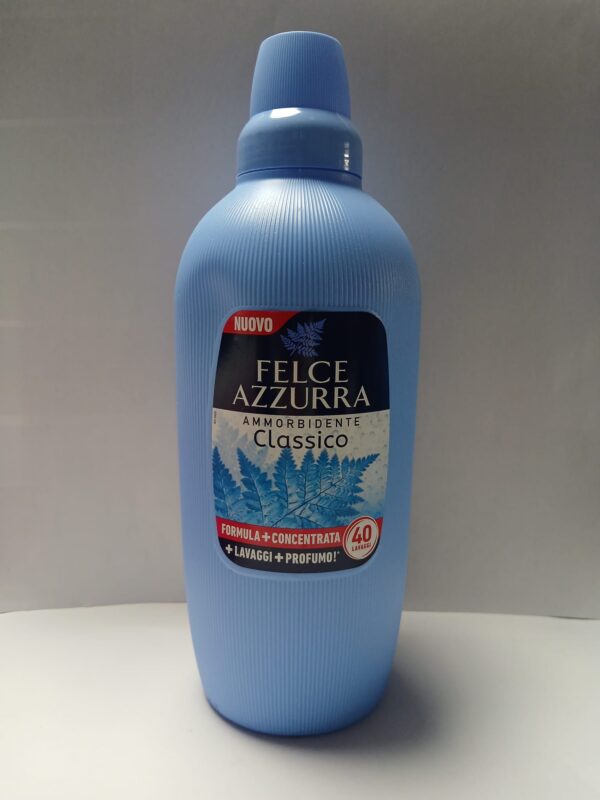 NUOVO
FELCE
AZZURRA
AMMORBIDENTE
Classico
FORMULA + CONCENTRATA
+ LAVAGGI + PROFUMO!*
40
LAVAGGI